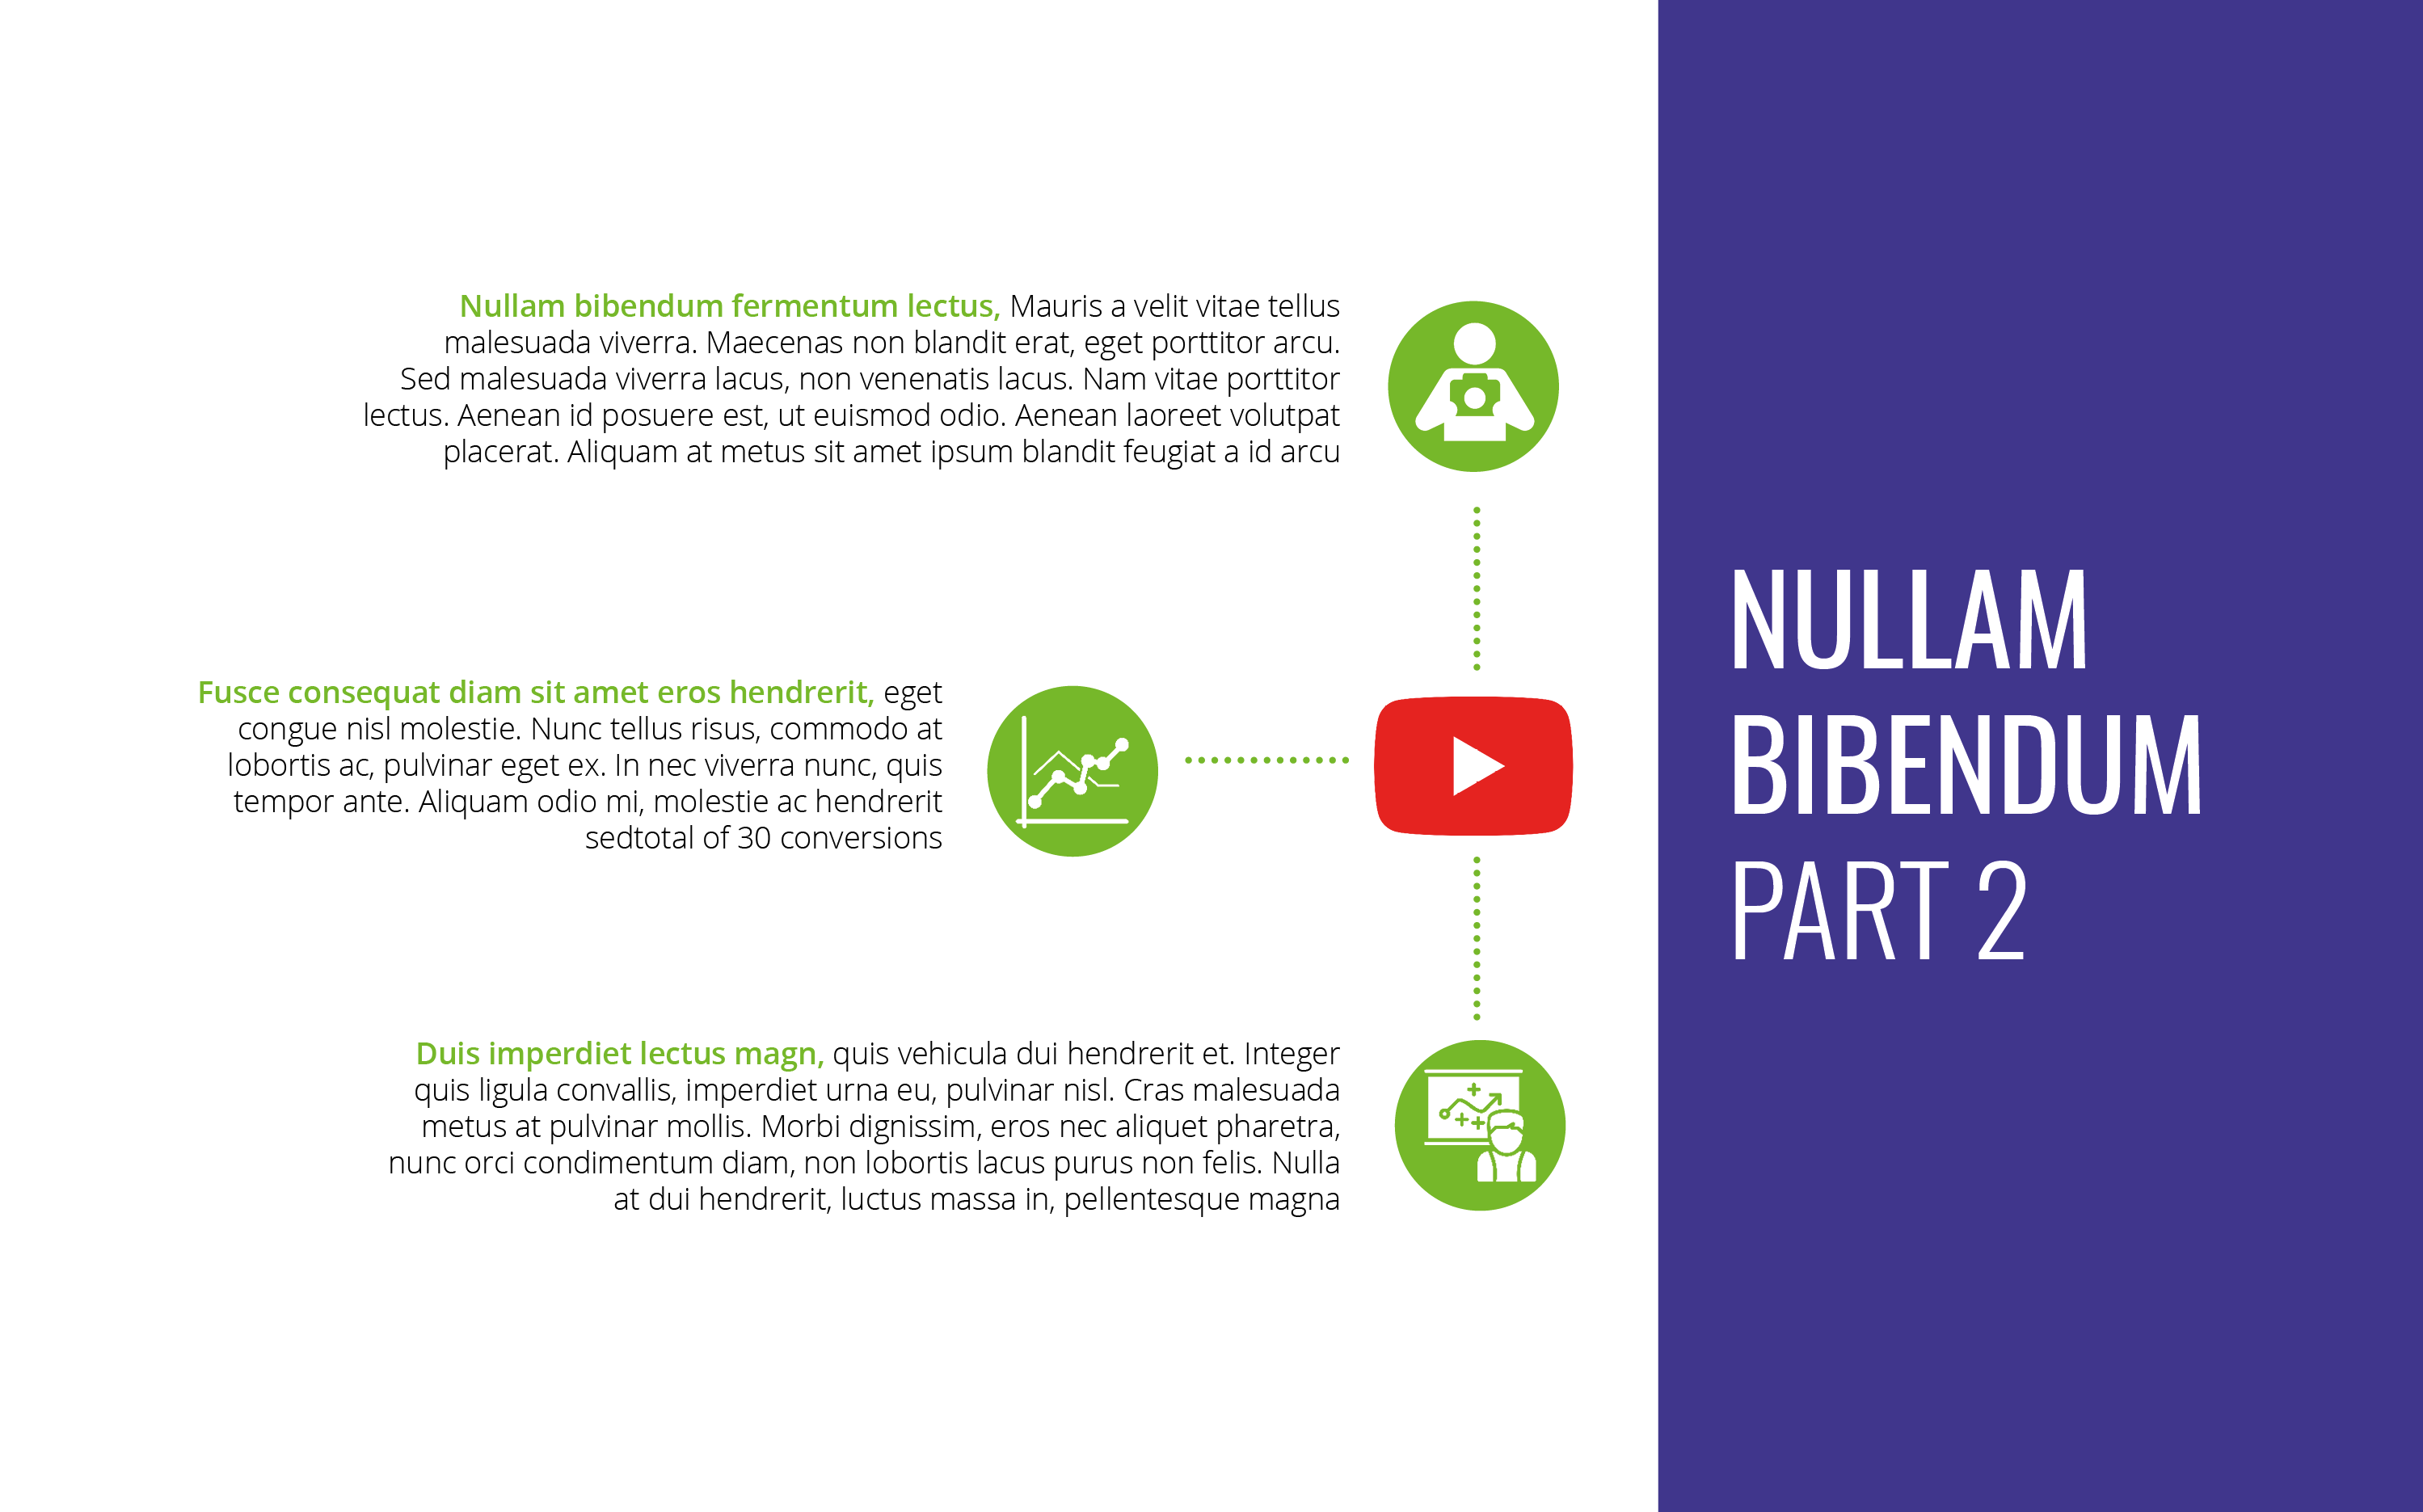 Nullam bibendum fermentum lectus, Mauris a velit vitae tellus
malesuada viverra. Maecenas non blandit erat, eget porttitor arcu.
Sed malesuada viverra lacus, non venenatis lacus. Nam vitae porttitor
lectus. Aenean id posuere est, ut euismod odio. Aenean laoreet volutpat
placerat. Aliquam at metus sit amet ipsum blandit feugiat a id arcu
Fusce consequat diam sit amet eros hendrerit, eget
congue nisl molestie. Nunc tellus risus, commodo at
lobortis ac, pulvinar eget ex. In nec viverra nunc, quis
tempor ante. Aliquam odio mi, molestie ac hendrerit
sedtotal of 30 conversions
Duis imperdiet lectus magn, quis vehicula dui hendrerit et. Integer
quis ligula convallis, imperdiet urna eu, pulvinar nisl. Cras malesuada
metus at pulvinar mollis. Morbi dignissim, eros nec aliquet pharetra,
nunc orci condimentum diam, non lobortis lacus purus non felis. Nulla
at dui hendrerit, luctus massa in, pellentesque magna
NULLAM
BIBENDUM
PART 2